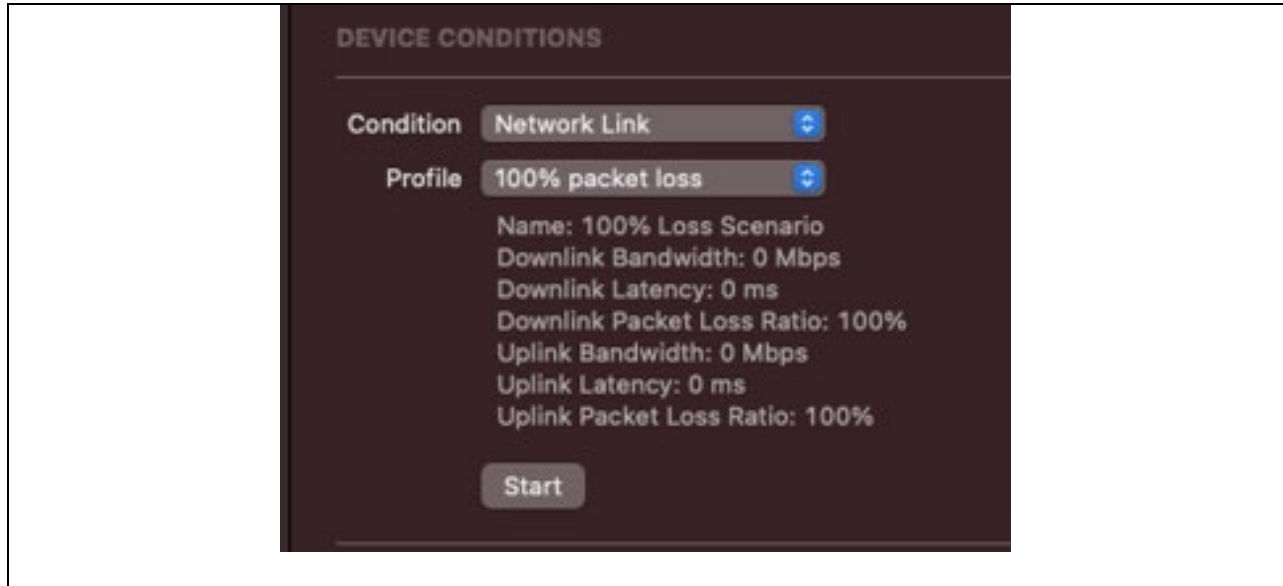 DEVICE CONDITIONS
Condition Network Link
Profile 100% packet loss
Name: 100% Loss Scenario
Downlink Bandwidth: 0 Mbps
Downlink Latency: 0 ms
Downlink Packet Loss Ratio: 100%
Uplink Bandwidth: 0 Mbps
Uplink Latency: 0 ms
Uplink Packet Loss Ratio: 100%
Start